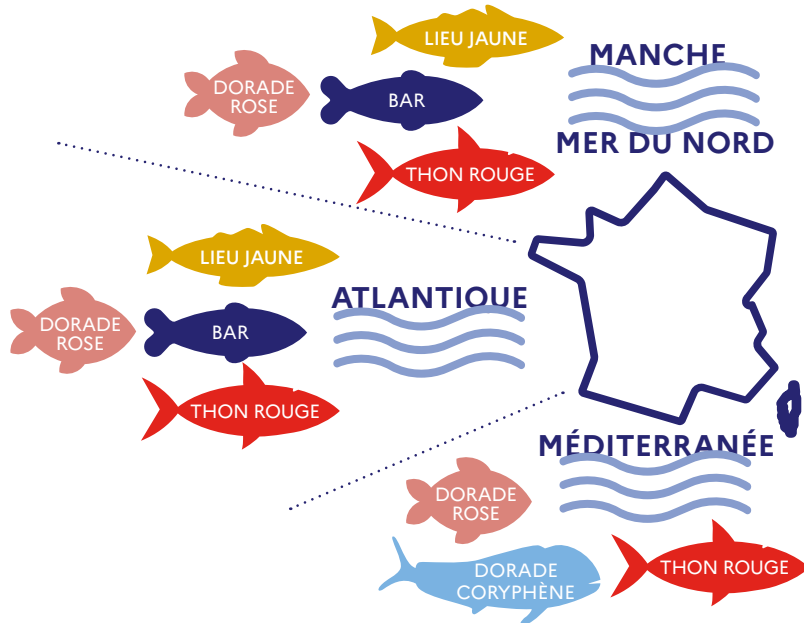 LIEU JAUNE
MANCHE
DORADE
ROSE
BAR
MER DU NORD
THON ROUGE
LIEU JAUNE
ATLANTIQUE
DORADE
ROSE
BAR
THON ROUGE
MÉDITERRANÉE
DORADE
ROSE
DORADE
CORYPHÈNE
THON ROUGE